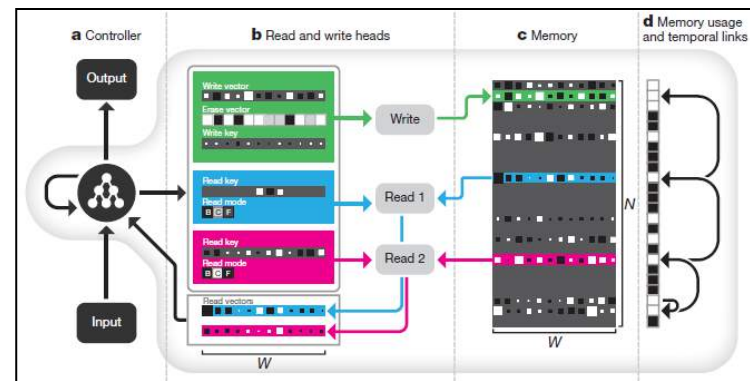 a Controller
b Read and write heads
c Memory
d Memory usage
and temporal links
Output
Input
Write vector
Erase vector
Write key
Write
Read key
Read mode
B C F
Read 1
Read key
Read mode
B C F
Read 2
Read vectors
W
N
W